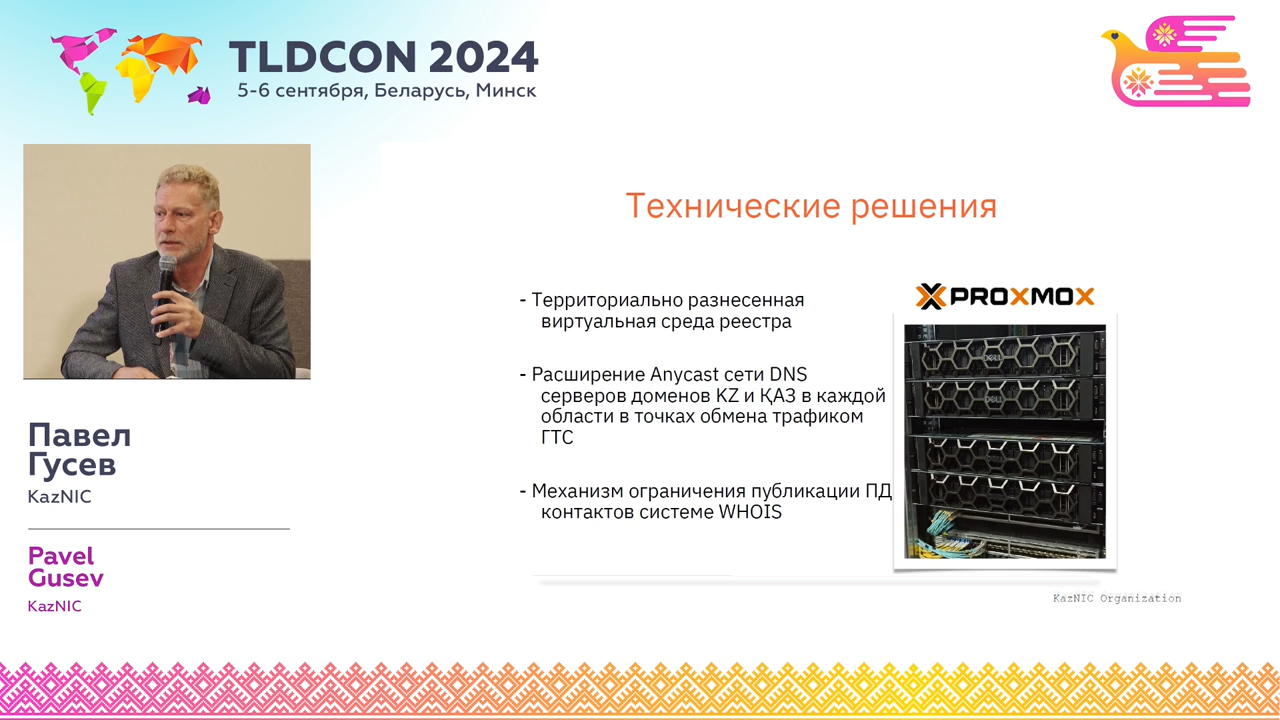 TLDCON 2024
5-6 сентября, Беларусь, Минск
Павел
Гусев
KazNIC
Pavel
Gusev
KazNIC
Технические решения
- Территориально разнесенная
виртуальная среда реестра
- Расширение Anycast сети DNS
серверов доменов KZ и ҚАЗ в каждой
области в точках обмена трафиком
ГТС
- Механизм ограничения публикации ПД
контактов системе WHOIS
PROXMOX
DELL
DELL
KazNIC Organization